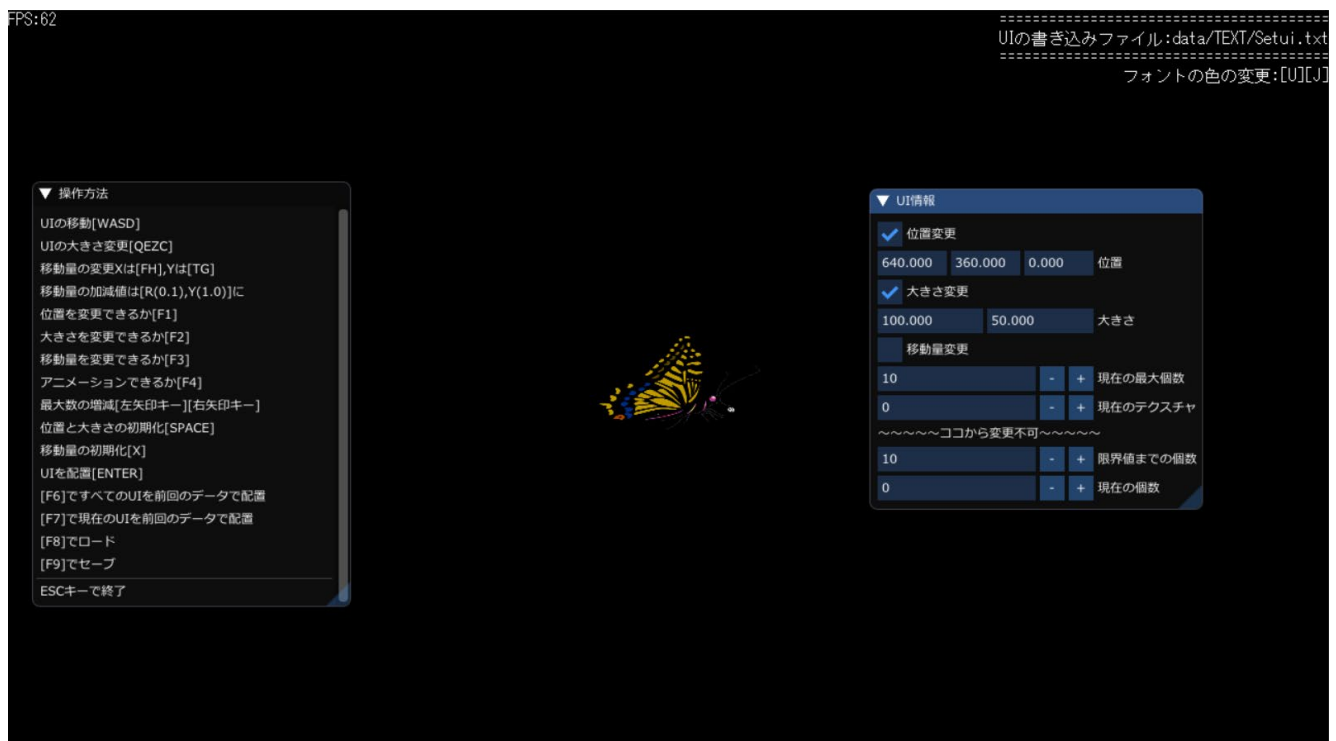 FPS:62
========================================
UIの書き込みファイル:data/TEXT/Setui.txt
========================================
フォントの色の変更:[U][J]
▼ 操作方法
UIの移動[WASD]
UIの大きさ変更[QEZC]
移動量の変更Xは[FH],Yは[TG]
移動量の加減値は[R(0.1),Y(1.0)]に
位置を変更できるか[F1]
大きさを変更できるか[F2]
移動量を変更できるか[F3]
アニメーションできるか[F4]
最大数の増減[左矢印キー][右矢印キー]
位置と大きさの初期化[SPACE]
移動量の初期化[X]
UIを配置[ENTER]
[F6]ですべてのUIを前回のデータで配置
[F7]で現在のUIを前回のデータで配置
[F8]でロード
[F9]でセーブ
ESCキーで終了
▼ UI情報
位置変更
640.000 360.000 0.000 位置
大きさ変更
100.000 50.000 大きさ
移動量変更
10 - + 現在の最大個数
0 - + 現在のテクスチャ
~~~~~ココから変更不可~~~~~
10 - + 限界値までの個数
0 - + 現在の個数